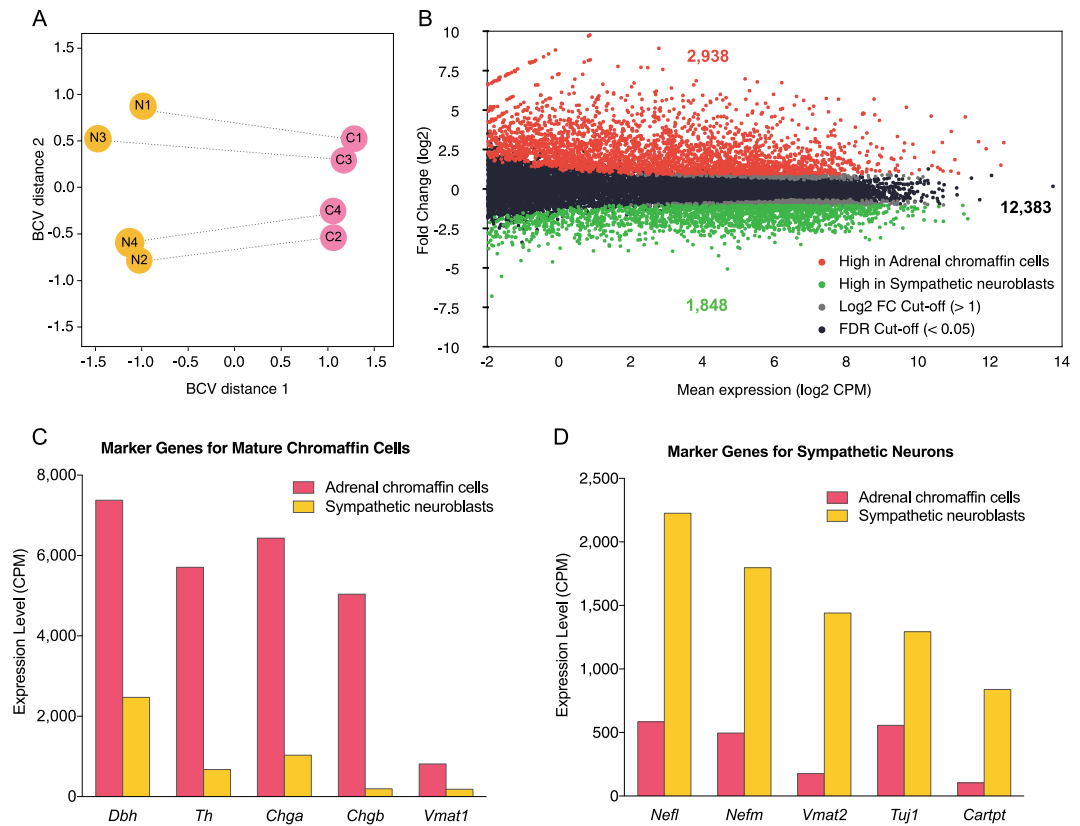 A
1.5
1.0
0.5
0.0
-0.5
-1.0
-1.5
BCV distance 2
N1
N3
N4
N2
C1
C3
C4
C2
-1.5
-1.0
-0.5
0.0
0.5
1.0
1.5
BCV distance 1
B
10
7.5
5
2.5
0
-2.5
-5
-7.5
-10
Fold Change (log2)
2,938
12,383
1,848
High in Adrenal chromaffin cells
High in Sympathetic neuroblasts
Log2 FC Cut-off (> 1)
FDR Cut-off (< 0.05)
-2
0
2
4
6
8
10
12
14
Mean expression (log2 CPM)
C
Marker Genes for Mature Chromaffin Cells
8,000
6,000
4,000
2,000
0
Expression Level (CPM)
Adrenal chromaffin cells
Sympathetic neuroblasts
Dbh
Th
Chga
Chgb
Vmat1
D
Marker Genes for Sympathetic Neurons
2,500
2,000
1,500
1,000
500
0
Expression Level (CPM)
Adrenal chromaffin cells
Sympathetic neuroblasts
Nefl
Nefm
Vmat2
Tuj1
Cartpt